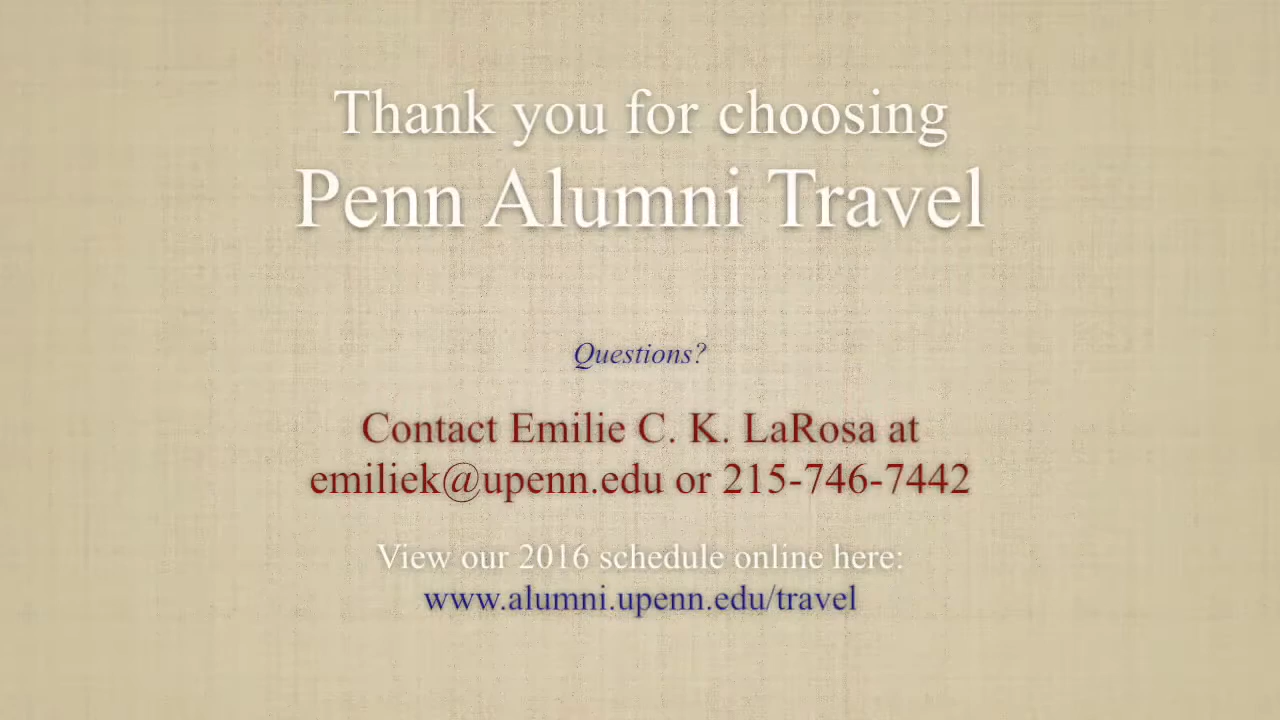 Thank you for choosing
Penn Alumni Travel
Questions?
Contact Emilie C. K. LaRosa at
emiliek@upenn.edu or 215-746-7442
View our 2016 schedule online here:
www.alumni.upenn.edu/travel